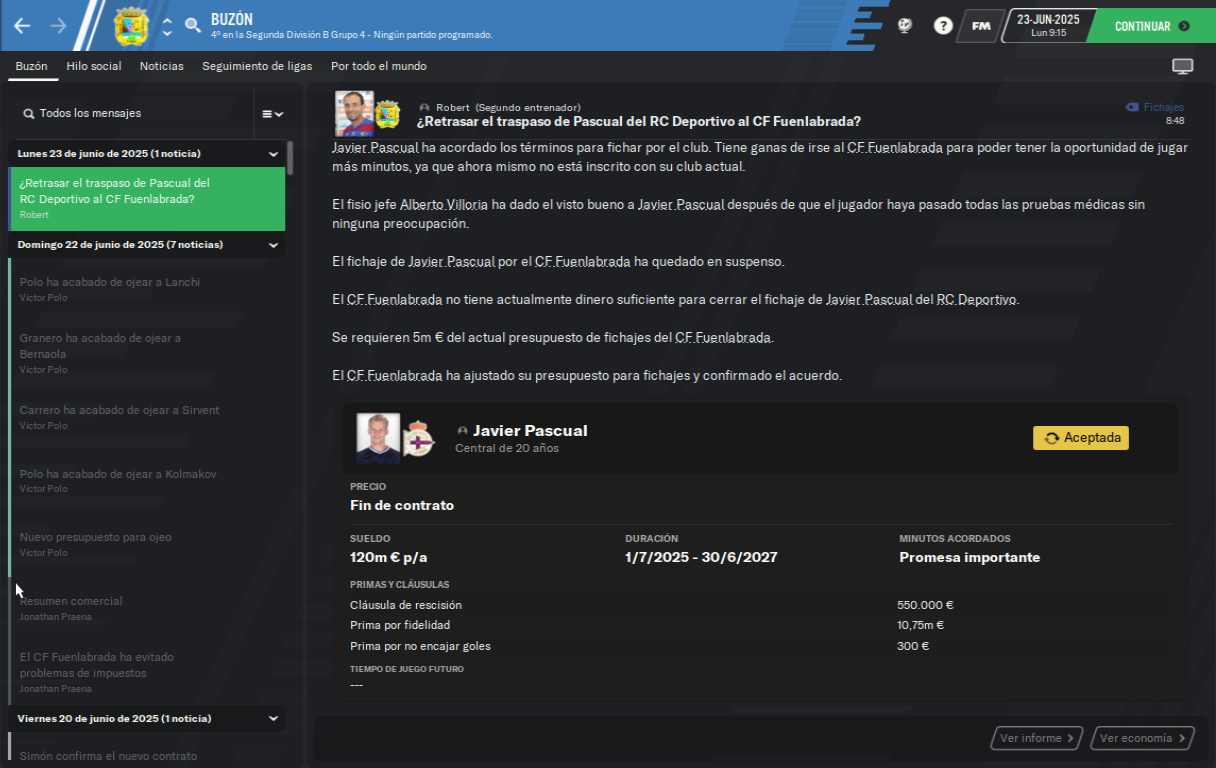 BUZÓN
4º en la Segunda División B Grupo 4 - Ningún partido programado.
?
FM
23-JUN-2025
Lun 9:15
CONTINUAR
Buzón
Hilo social
Noticias
Seguimiento de ligas
Por todo el mundo
Todos los mensajes
Lunes 23 de junio de 2025 (1 noticia)
¿Retrasar el traspaso de Pascual del
RC Deportivo al CF Fuenlabrada?
Robert
Domingo 22 de junio de 2025 (7 noticias)
Polo ha acabado de ojear a Lanchi
Víctor Polo
Granero ha acabado de ojear a
Bernaola
Víctor Polo
Carrero ha acabado de ojear a Sirvent
Víctor Polo
Polo ha acabado de ojear a Kolmakov
Víctor Polo
Nuevo presupuesto para ojeo
Víctor Polo
Resumen comercial
Jonathan Praena
El CF Fuenlabrada ha evitado
problemas de impuestos
Jonathan Praena
Viernes 20 de junio de 2025 (1 noticia)
Simón confirma el nuevo contrato
Robert (Segundo entrenador)
¿Retrasar el traspaso de Pascual del RC Deportivo al CF Fuenlabrada?
Fichajes
8:48
Javier Pascual ha acordado los términos para fichar por el club. Tiene ganas de irse al CF Fuenlabrada para poder tener la oportunidad de jugar
más minutos, ya que ahora mismo no está inscrito con su club actual.
El fisio jefe Alberto Villoria ha dado el visto bueno a Javier Pascual después de que el jugador haya pasado todas las pruebas médicas sin
ninguna preocupación.
El fichaje de Javier Pascual por el CF Fuenlabrada ha quedado en suspenso.
El CF Fuenlabrada no tiene actualmente dinero suficiente para cerrar el fichaje de Javier Pascual del RC Deportivo.
Se requieren 5m € del actual presupuesto de fichajes del CF Fuenlabrada.
El CF Fuenlabrada ha ajustado su presupuesto para fichajes y confirmado el acuerdo.
Javier Pascual
Central de 20 años
Aceptada
PRECIO
Fin de contrato
SUELDO
120m € p/a
DURACIÓN
1/7/2025 - 30/6/2027
MINUTOS ACORDADOS
Promesa importante
PRIMAS Y CLÁUSULAS
Cláusula de rescisión
550.000 €
Prima por fidelidad
10,75m €
Prima por no encajar goles
300 €
TIEMPO DE JUEGO FUTURO
---
Ver informe
Ver economía